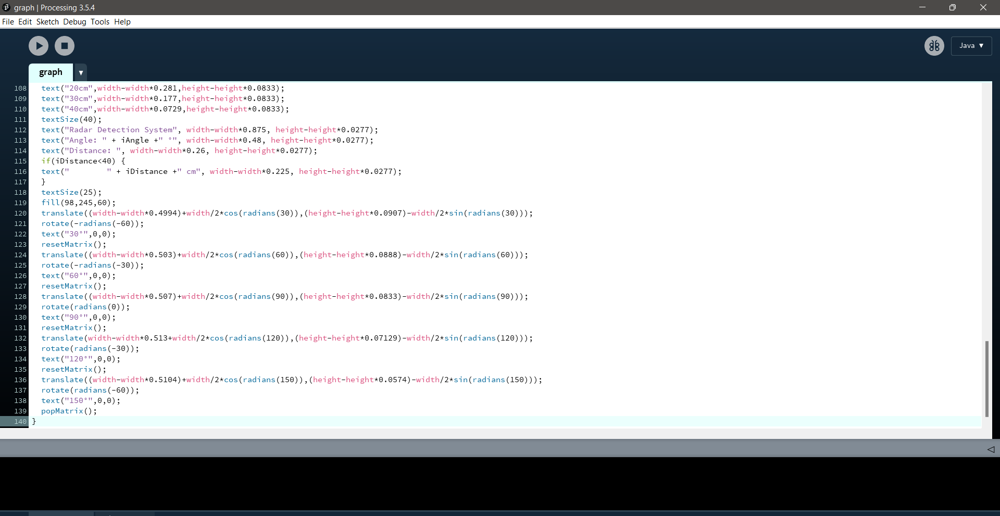 graph | Processing 3.5.4
File Edit Sketch Debug Tools Help
Java ▼
graph ▼
108 text("20cm",width-width*0.281,height-height*0.0833);
109 text("30cm",width-width*0.177,height-height*0.0833);
110 text("40cm",width-width*0.0729,height-height*0.0833);
111 textSize(40);
112 text("Radar Detection System", width-width*0.875, height-height*0.0277);
113 text("Angle: " + iAngle +" °", width-width*0.48, height-height*0.0277);
114 text("Distance: ", width-width*0.26, height-height*0.0277);
115 if(iDistance<40) {
116 text("        " + iDistance +" cm", width-width*0.225, height-height*0.0277);
117 }
118 textSize(25);
119 fill(98,245,60);
120 translate((width-width*0.4994)+width/2*cos(radians(30)),(height-height*0.0907)-width/2*sin(radians(30)));
121 rotate(-radians(-60));
122 text("30°",0,0);
123 resetMatrix();
124 translate((width-width*0.503)+width/2*cos(radians(60)),(height-height*0.0888)-width/2*sin(radians(60)));
125 rotate(-radians(-30));
126 text("60°",0,0);
127 resetMatrix();
128 translate((width-width*0.507)+width/2*cos(radians(90)),(height-height*0.0833)-width/2*sin(radians(90)));
129 rotate(radians(0));
130 text("90°",0,0);
131 resetMatrix();
132 translate(width-width*0.513+width/2*cos(radians(120)),(height-height*0.07129)-width/2*sin(radians(120)));
133 rotate(radians(-30));
134 text("120°",0,0);
135 resetMatrix();
136 translate((width-width*0.5104)+width/2*cos(radians(150)),(height-height*0.0574)-width/2*sin(radians(150)));
137 rotate(radians(-60));
138 text("150°",0,0);
139 popMatrix();
140 }